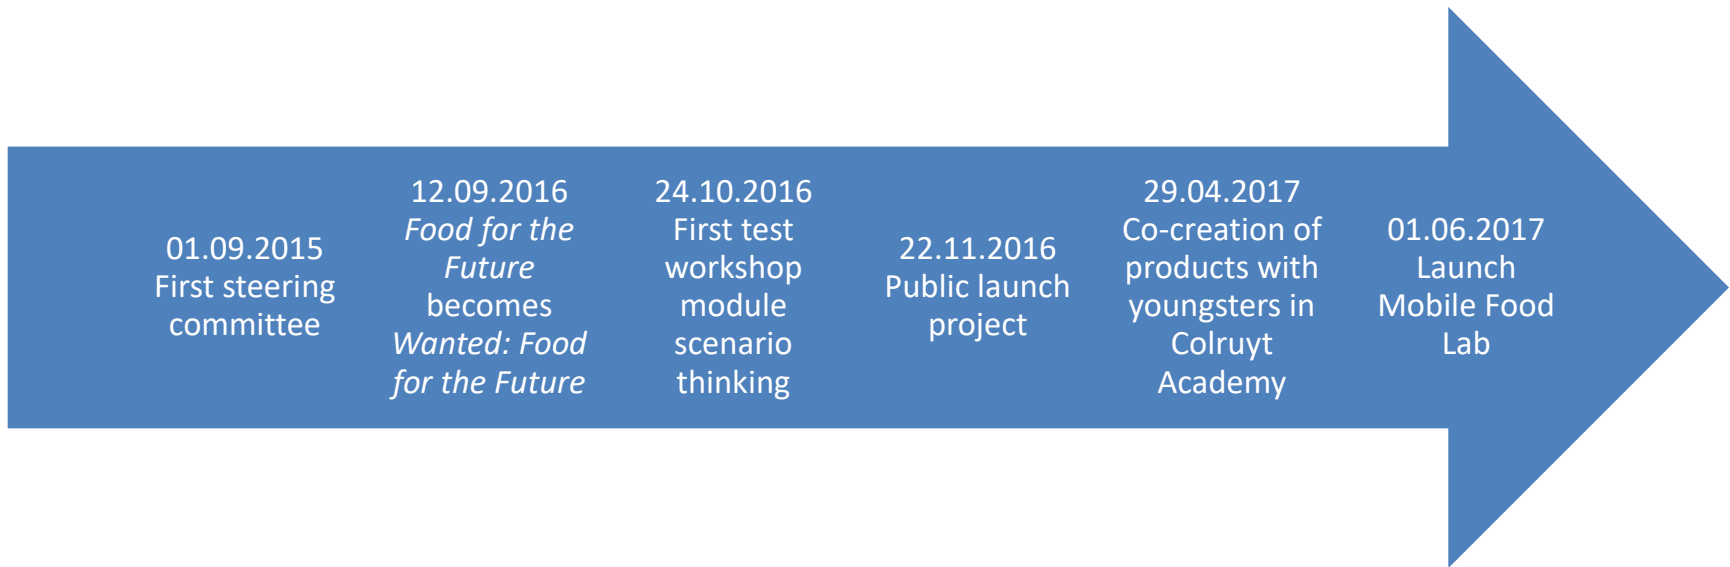 01.09.2015
First steering
committee
12.09.2016
Food for the
Future
becomes
Wanted: Food
for the Future
24.10.2016
First test
workshop
module
scenario
thinking
22.11.2016
Public launch
project
29.04.2017
Co-creation of
products with
youngsters in
Colruyt
Academy
01.06.2017
Launch
Mobile Food
Lab